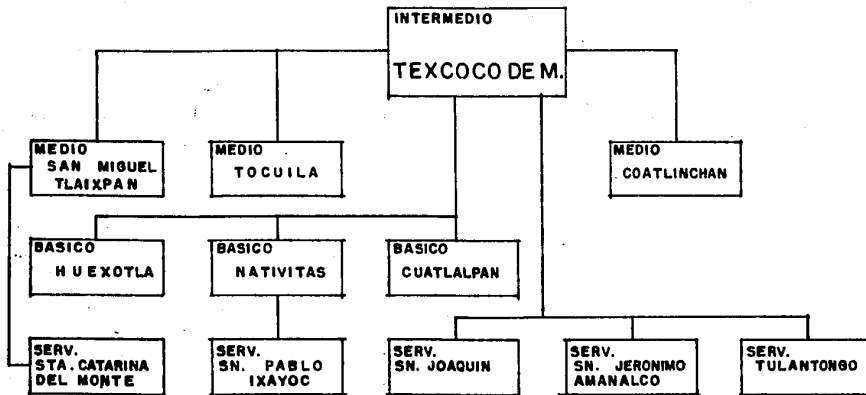 INTERMEDIO
TEXCOCO DE M.
MEDIO
SAN MIGUEL
TLAIXPAN
MEDIO
TOCUILA
MEDIO
COATLINCHAN
BASICO
HUEXOTLA
BASICO
NATIVITAS
BASICO
CUATLALPAN
SERV.
STA. CATARINA
DEL MONTE
SERV.
SN. PABLO
IXAYOC
SERV.
SN. JOAQUIN
SERV.
SN. JERONIMO
AMANALCO
SERV.
TULANTONGO